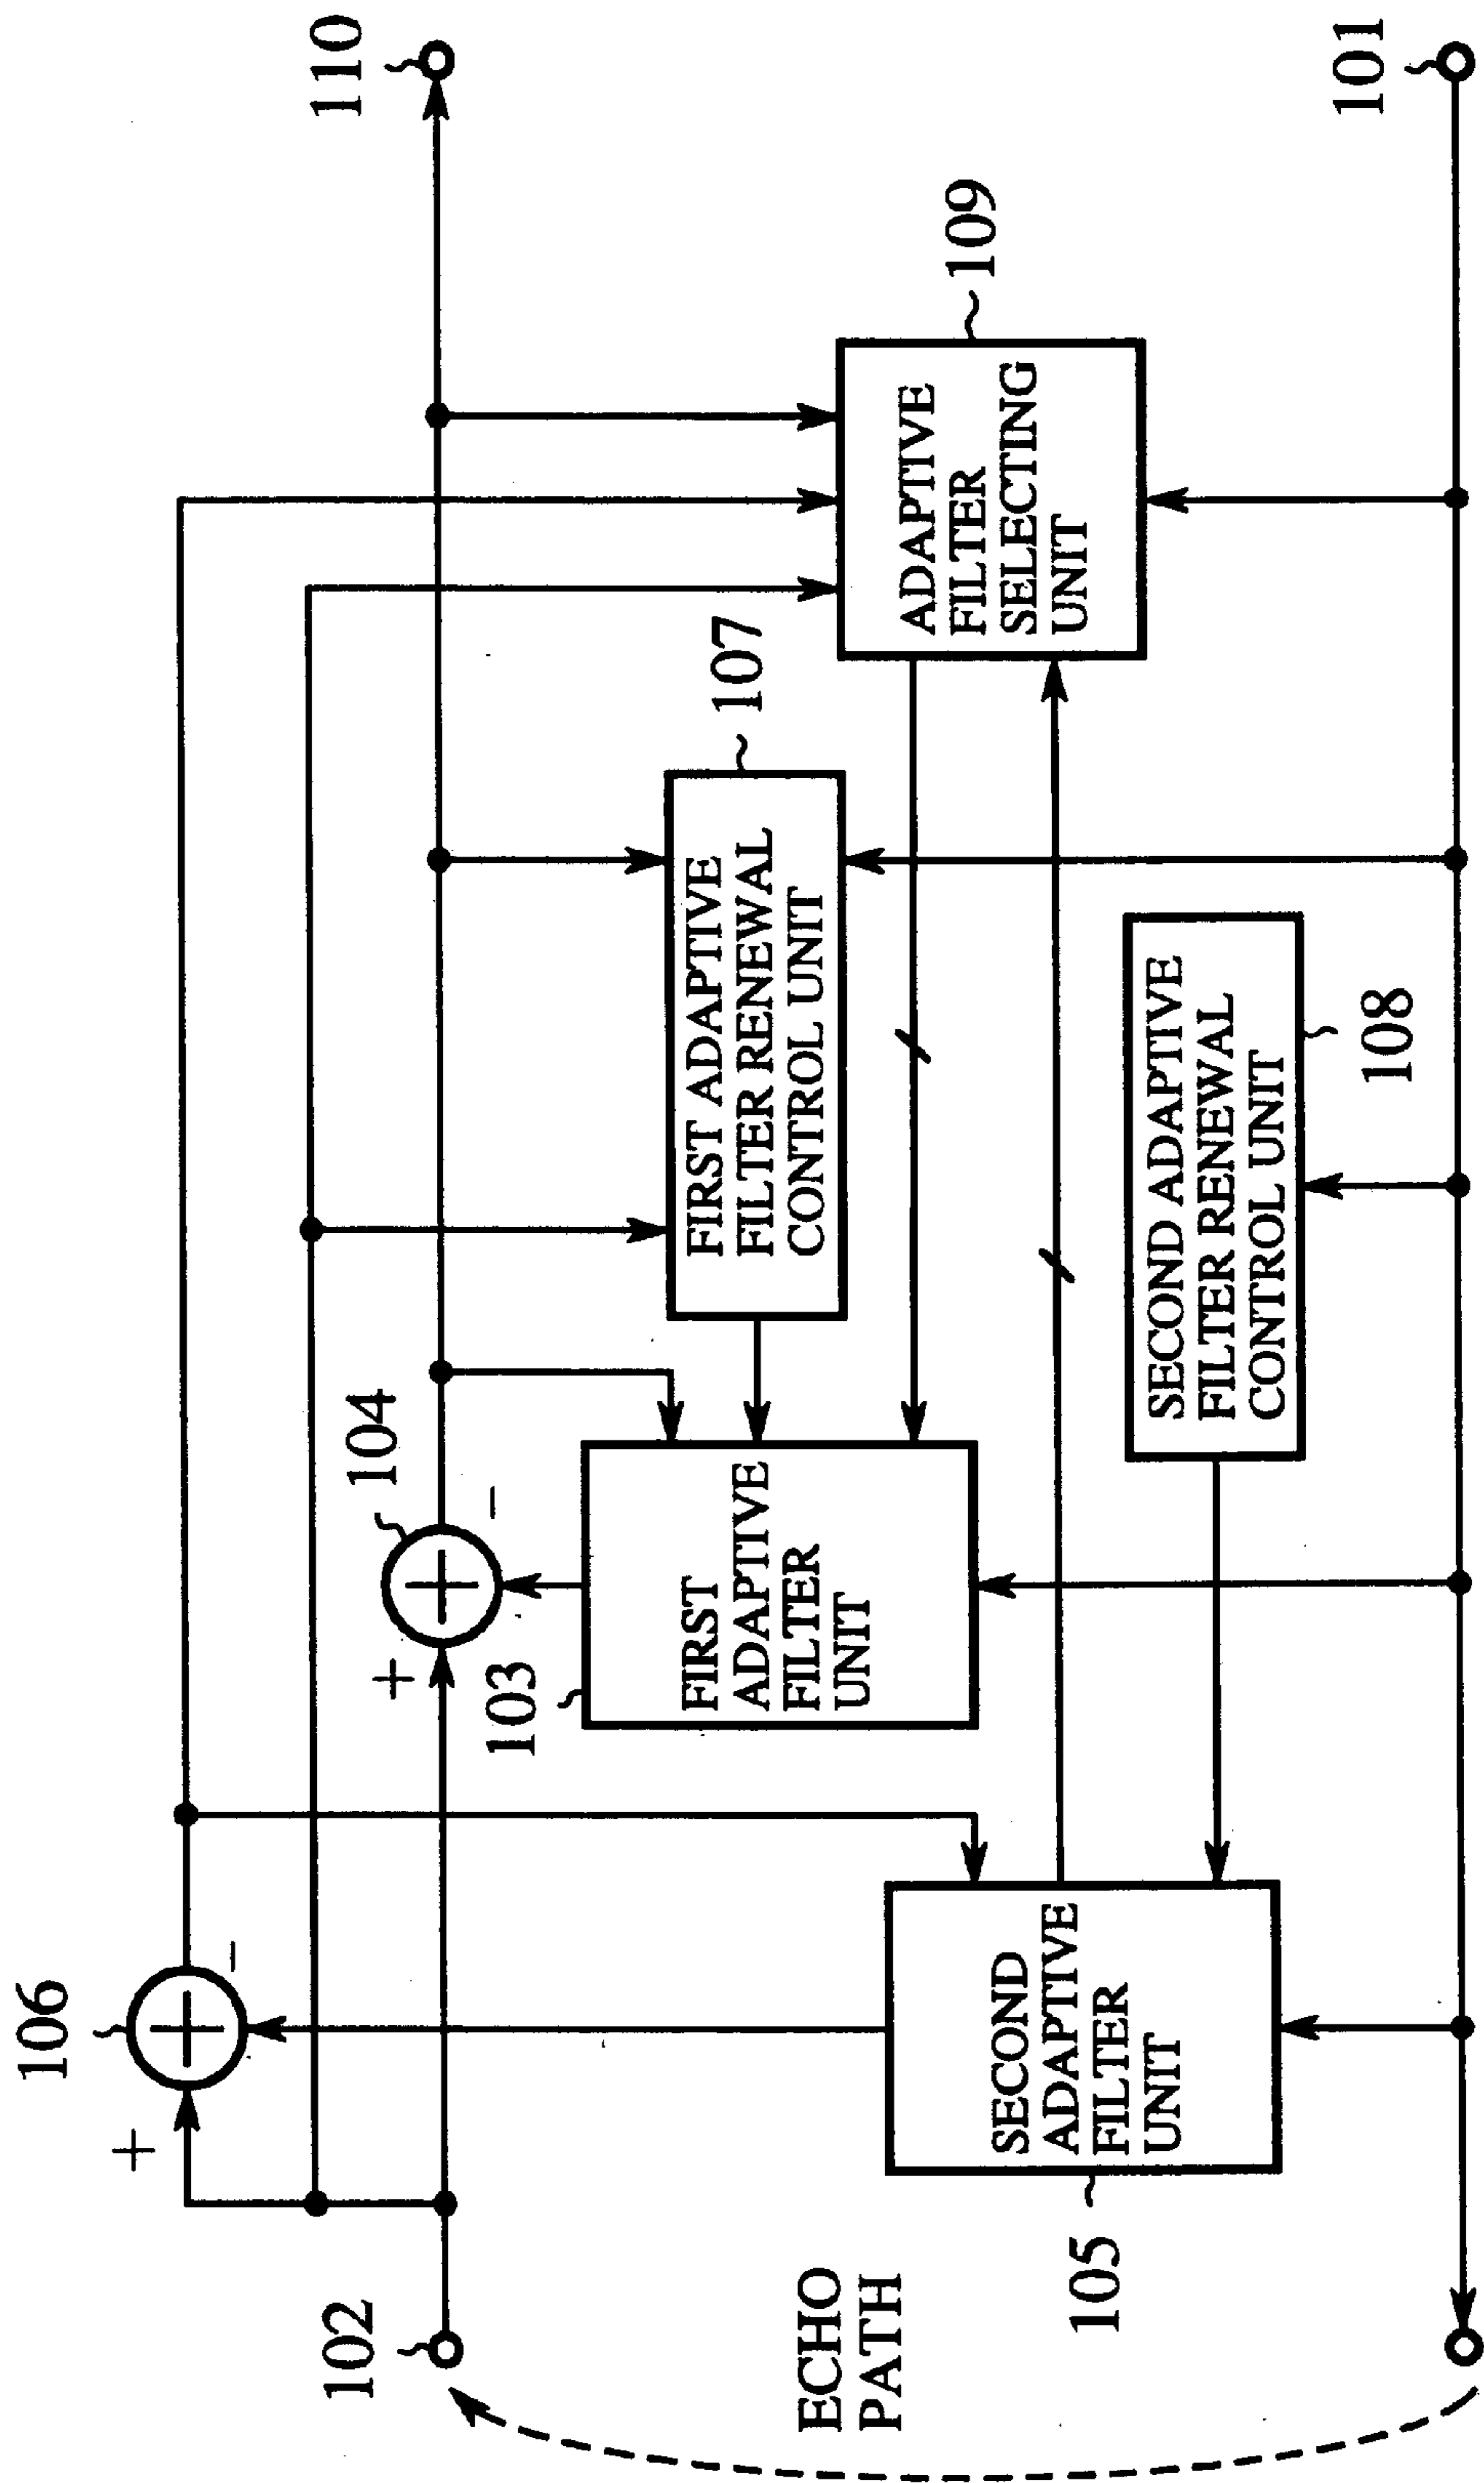 106
+
-
102
+
104
-
110
103
FIRST
ADAPTIVE
FILTER
UNIT
FIRST ADAPTIVE
FILTER RENEWAL
CONTROL UNIT
107
ADAPTIVE
FILTER
SELECTING
UNIT
109
ECHO
PATH
SECOND
ADAPTIVE
FILTER
UNIT
105
SECOND ADAPTIVE
FILTER RENEWAL
CONTROL UNIT
108
101